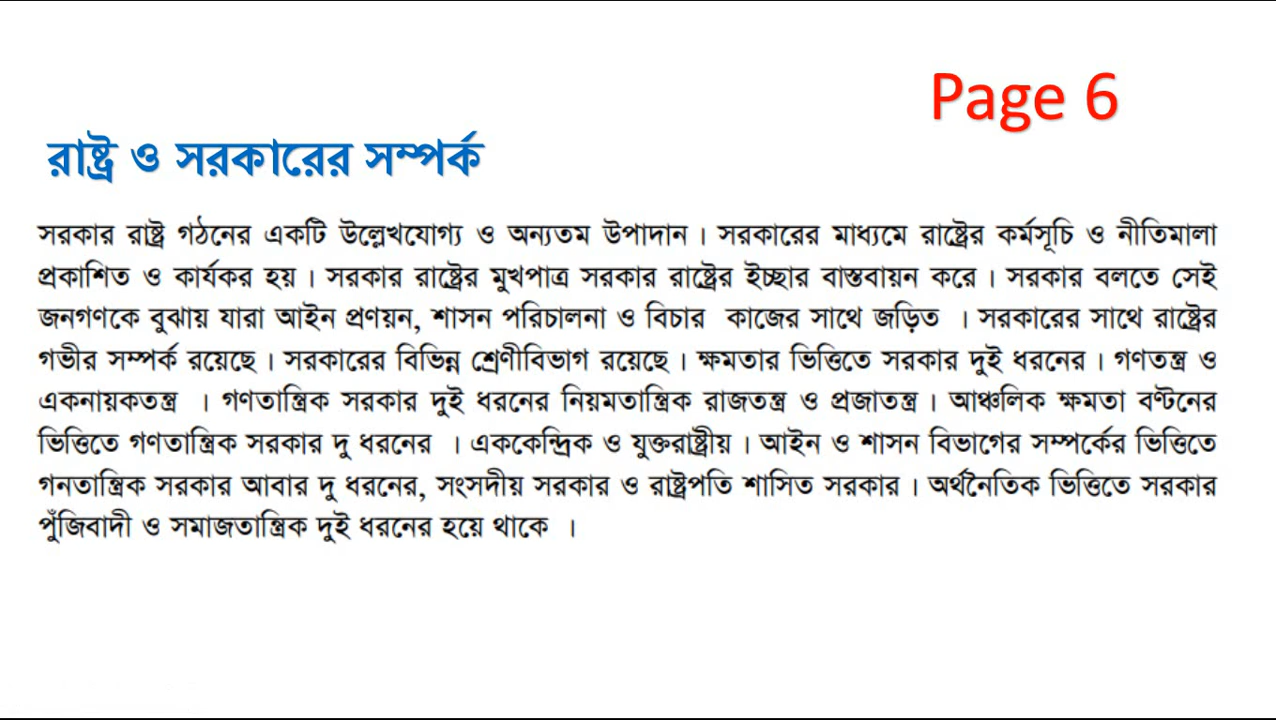 Page 6
রাষ্ট্র ও সরকারের সম্পর্ক
সরকার রাষ্ট্র গঠনের একটি উল্লেখযোগ্য ও অন্যতম উপাদান। সরকারের মাধ্যমে রাষ্ট্রের কর্মসূচি ও নীতিমালা
প্রকাশিত ও কার্যকর হয়। সরকার রাষ্ট্রের মুখপাত্র সরকার রাষ্ট্রের ইচ্ছার বাস্তবায়ন করে। সরকার বলতে সেই
জনগণকে বুঝায় যারা আইন প্রণয়ন, শাসন পরিচালনা ও বিচার কাজের সাথে জড়িত । সরকারের সাথে রাষ্ট্রের
গভীর সম্পর্ক রয়েছে। সরকারের বিভিন্ন শ্রেণীবিভাগ রয়েছে। ক্ষমতার ভিত্তিতে সরকার দুই ধরনের। গণতন্ত্র ও
একনায়কতন্ত্র । গণতান্ত্রিক সরকার দুই ধরনের নিয়মতান্ত্রিক রাজতন্ত্র ও প্রজাতন্ত্র। আঞ্চলিক ক্ষমতা বণ্টনের
ভিত্তিতে গণতান্ত্রিক সরকার দু ধরনের । এককেন্দ্রিক ও যুক্তরাষ্ট্রীয়। আইন ও শাসন বিভাগের সম্পর্কের ভিত্তিতে
গনতান্ত্রিক সরকার আবার দু ধরনের, সংসদীয় সরকার ও রাষ্ট্রপতি শাসিত সরকার। অর্থনৈতিক ভিত্তিতে সরকার
পুঁজিবাদী ও সমাজতান্ত্রিক দুই ধরনের হয়ে থাকে ।